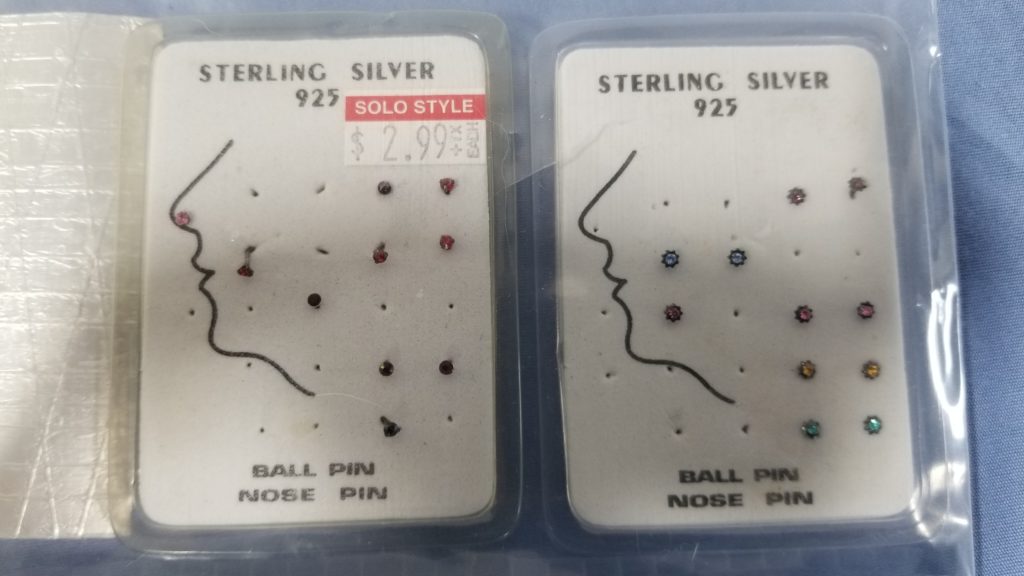 STERLING SILVER
925
SOLO STYLE
$ 2.99 +TX
EACH
BALL PIN
NOSE PIN
STERLING SILVER
925
BALL PIN
NOSE PIN